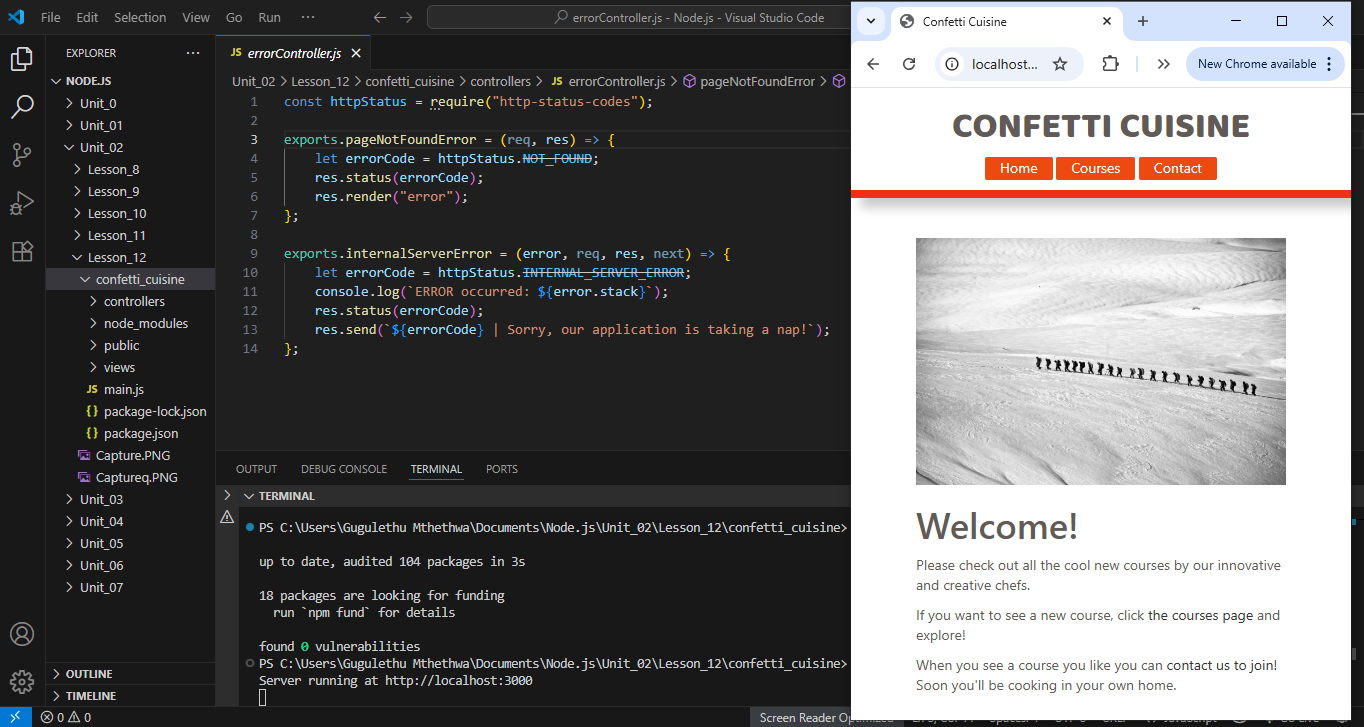 File Edit Selection View Go Run ··· errorController.js - Node.js - Visual Studio Code
EXPLORER ···
NODE.JS
Unit_0
Unit_01
Unit_02
Lesson_8
Lesson_9
Lesson_10
Lesson_11
Lesson_12
confetti_cuisine
controllers
node_modules
public
views
JS main.js
{} package-lock.json
{} package.json
Capture.PNG
Captureq.PNG
Unit_03
Unit_04
Unit_05
Unit_06
Unit_07
OUTLINE
TIMELINE
JS errorController.js
Unit_02 > Lesson_12 > confetti_cuisine > controllers > JS errorController.js > pageNotFoundError >
1 const httpStatus = require("http-status-codes");
2
3 exports.pageNotFoundError = (req, res) => {
4 let errorCode = httpStatus.NOT_FOUND;
5 res.status(errorCode);
6 res.render("error");
7 };
8
9 exports.internalServerError = (error, req, res, next) => {
10 let errorCode = httpStatus.INTERNAL_SERVER_ERROR;
11 console.log(`ERROR occurred: ${error.stack}`);
12 res.status(errorCode);
13 res.send(`${errorCode} | Sorry, our application is taking a nap!`);
14 };
OUTPUT DEBUG CONSOLE TERMINAL PORTS
TERMINAL
PS C:\Users\Gugulethu Mthethwa\Documents\Node.js\Unit_02\Lesson_12\confetti_cuisine>
up to date, audited 104 packages in 3s
18 packages are looking for funding
run `npm fund` for details
found 0 vulnerabilities
PS C:\Users\Gugulethu Mthethwa\Documents\Node.js\Unit_02\Lesson_12\confetti_cuisine>
Server running at http://localhost:3000
0 0
Screen Reader Optimized
Confetti Cuisine
localhost...
New Chrome available
CONFETTI CUISINE
Home Courses Contact
Welcome!
Please check out all the cool new courses by our innovative
and creative chefs.
If you want to see a new course, click the courses page and
explore!
When you see a course you like you can contact us to join!
Soon you'll be cooking in your own home.